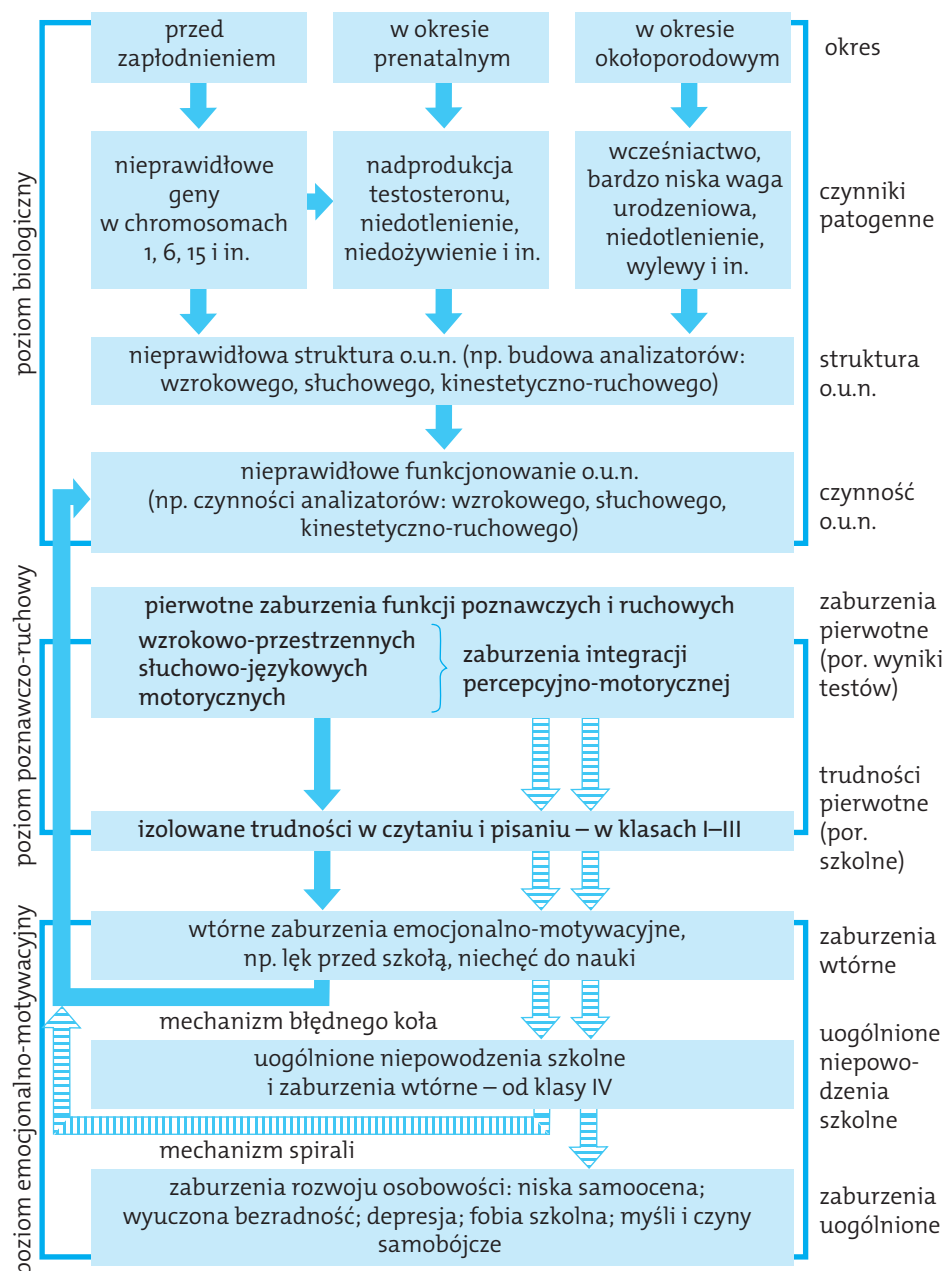 przed
zapłodnieniem
w okresie
prenatalnym
w okresie
okołoporodowym
okres
nieprawidłowe
geny
w chromosomach
1, 6, 15 i in.
nadprodukcja
testosteronu,
niedotlenienie,
niedożywienie i in.
wcześniactwo,
bardzo niska waga
urodzeniowa,
niedotlenienie,
wylewy i in.
czynniki
patogenne
poziom biologiczny
nieprawidłowa struktura o.u.n. (np. budowa analizatorów:
wzrokowego, słuchowego, kinestetyczno-ruchowego)
struktura
o.u.n.
nieprawidłowe funkcjonowanie o.u.n.
(np. czynności analizatorów: wzrokowego, słuchowego,
kinestetyczno-ruchowego)
czynność
o.u.n.
poziom poznawczo-ruchowy
pierwotne zaburzenia funkcji poznawczych i ruchowych
wzrokowo-przestrzennych
słuchowo-językowych
motorycznych
zaburzenia integracji
percepcyjno-motorycznej
zaburzenia
pierwotne
(por. wyniki
testów)
izolowane trudności w czytaniu i pisaniu – w klasach I–III
trudności
pierwotne
(por.
szkolne)
poziom emocjonalno-motywacyjny
wtórne zaburzenia emocjonalno-motywacyjne,
np. lęk przed szkołą, niechęć do nauki
zaburzenia
wtórne
mechanizm błędnego koła
uogólnione niepowodzenia szkolne
i zaburzenia wtórne – od klasy IV
uogólnione
niepowo-
dzenia
szkolne
mechanizm spirali
zaburzenia rozwoju osobowości: niska samoocena;
wyuczona bezradność; depresja; fobia szkolna; myśli i czyny
samobójcze
zaburzenia
uogólnione